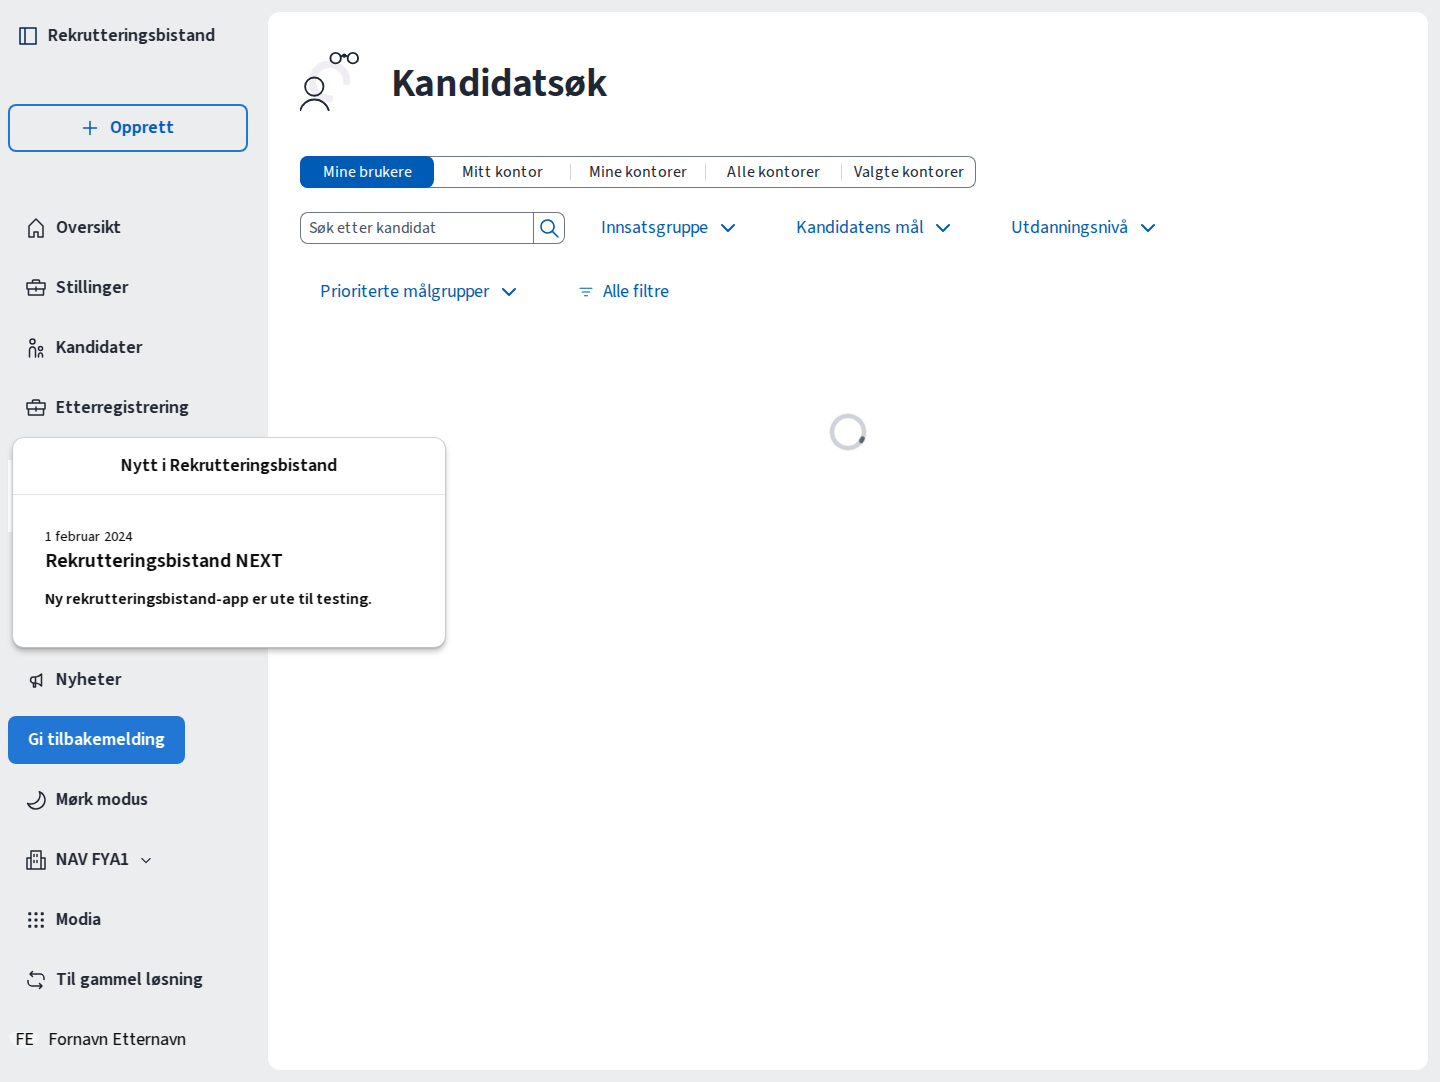 Rekrutteringsbistand
Opprett
Oversikt
Stillinger
Kandidater
Etterregistrering
Nytt i Rekrutteringsbistand
1 februar 2024
Rekrutteringsbistand NEXT
Ny rekrutteringsbistand-app er ute til testing.
Nyheter
Gi tilbakemelding
Mørk modus
NAV FYA1
Modia
Til gammel løsning
FE Fornavn Etternavn
Kandidatsøk
Mine brukere Mitt kontor Mine kontorer Alle kontorer Valgte kontorer
Søk etter kandidat Innsatsgruppe Kandidatens mål Utdanningsnivå
Prioriterte målgrupper Alle filtre